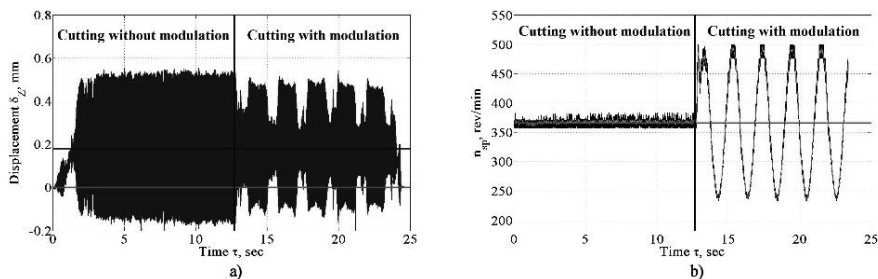 0.8
0.6
0.4
0.2
0
-0.2
Displacement δZ, mm
Cutting without modulation
Cutting with modulation
0 5 10 15 20 25
Time τ, sec
a)
550
500
450
400
350
300
250
200
nsp, rev/min
Cutting without modulation
Cutting with modulation
0 5 10 15 20 25
Time τ, sec
b)